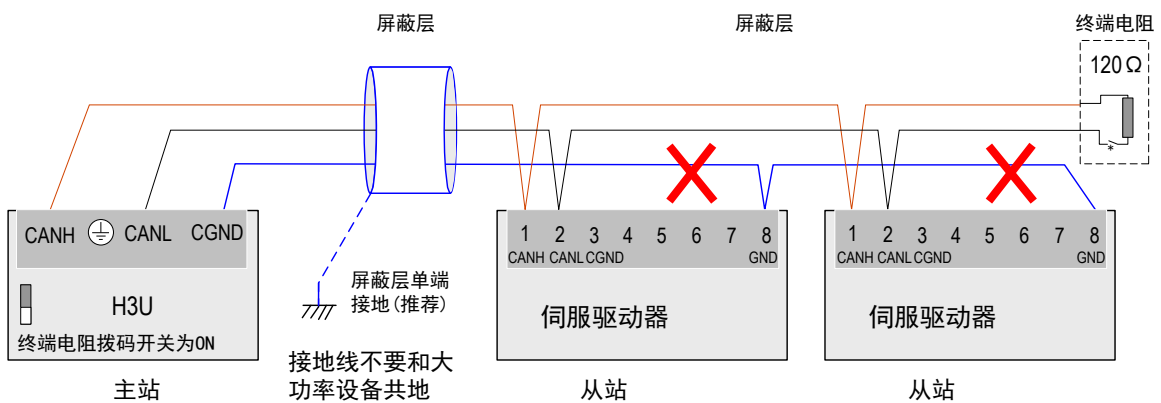 屏蔽层
屏蔽层
终端电阻
120Ω
*
CANH CANL CGND
H3U
终端电阻拨码开关为ON
主站
屏蔽层单端
接地(推荐)
接地线不要和大
功率设备共地
1 2 3 4 5 6 7 8
CANH CANL CGND GND
伺服驱动器
从站
1 2 3 4 5 6 7 8
CANH CANL CGND GND
伺服驱动器
从站